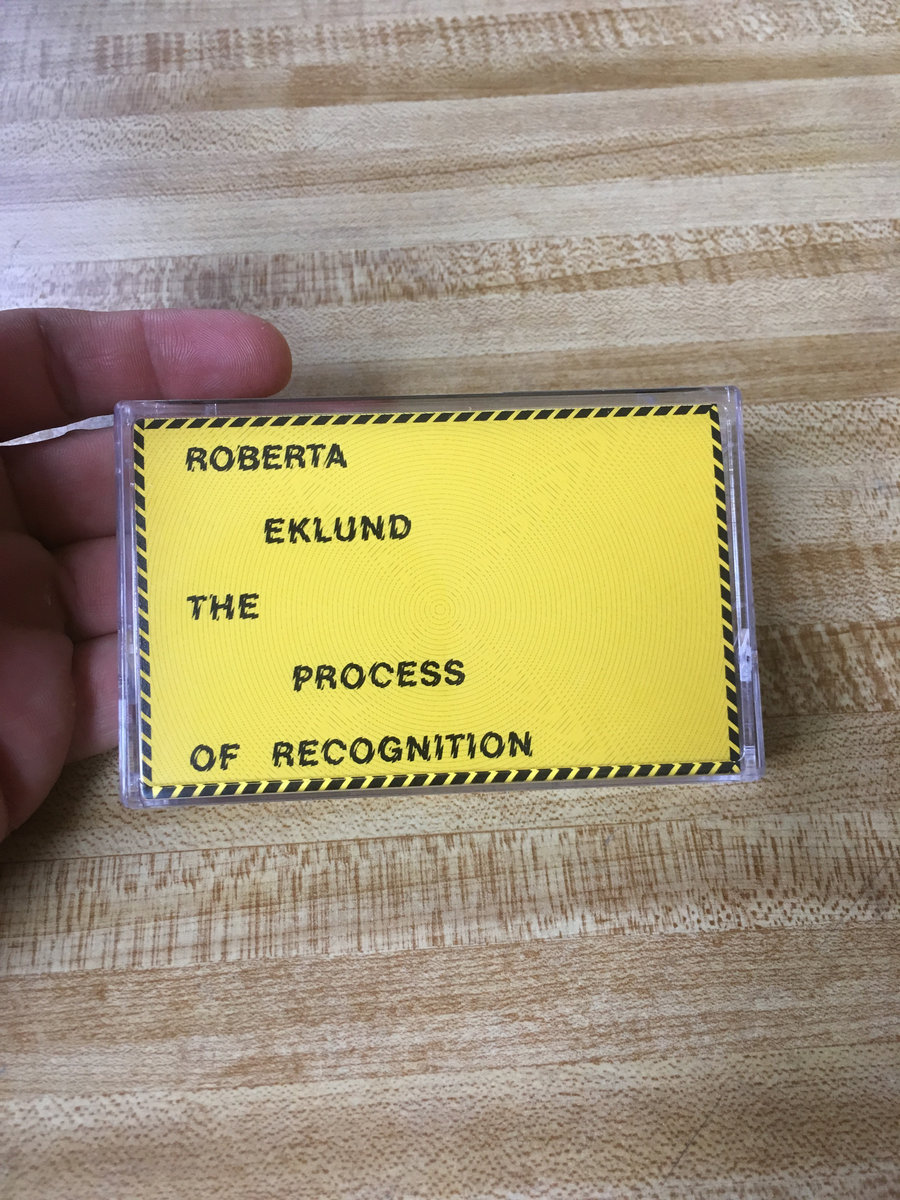 ROBERTA
EKLUND
THE
PROCESS
OF RECOGNITION